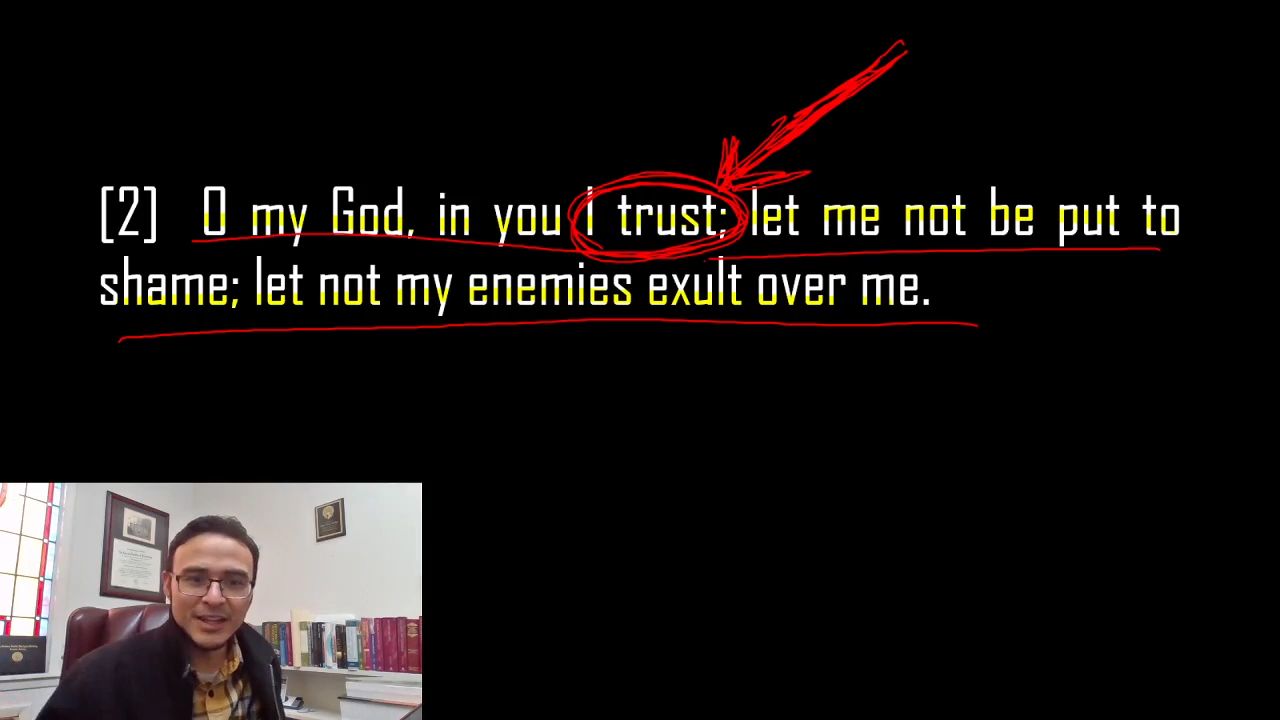 [2] O my God, in you I trust; let me not be put to
shame; let not my enemies exult over me.